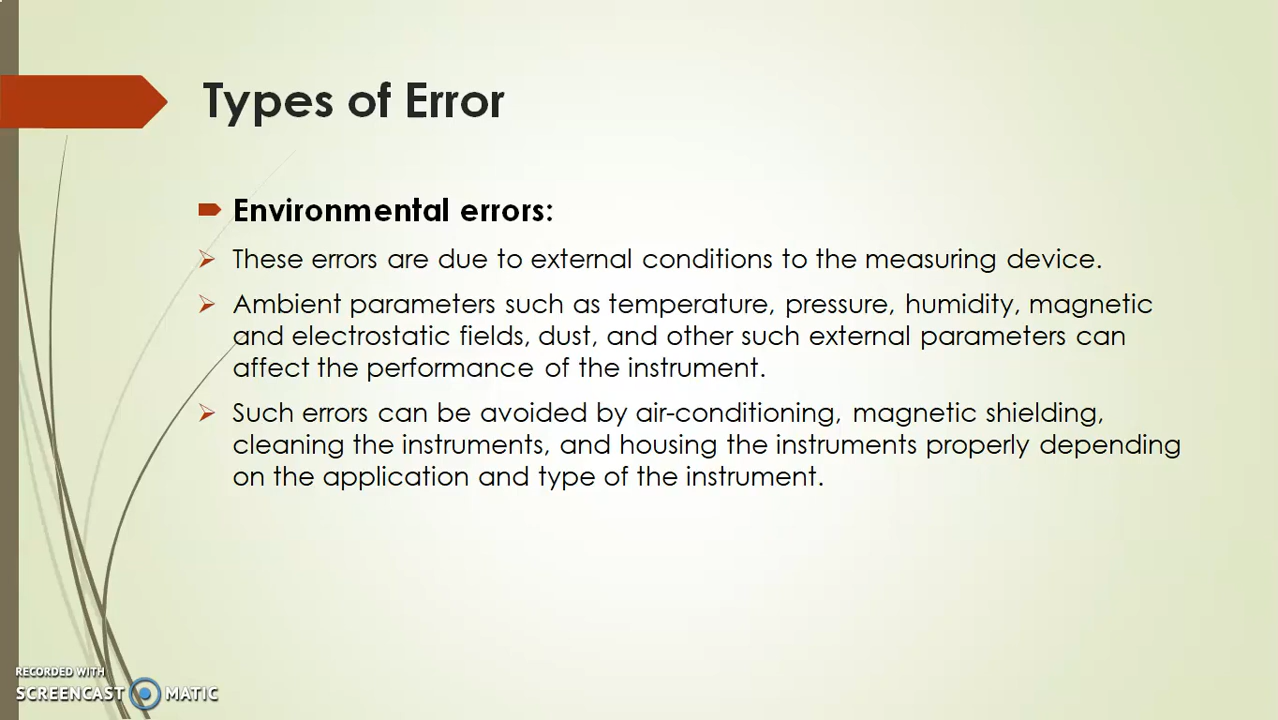 Types of Error
Environmental errors:
These errors are due to external conditions to the measuring device.
Ambient parameters such as temperature, pressure, humidity, magnetic
and electrostatic fields, dust, and other such external parameters can
affect the performance of the instrument.
Such errors can be avoided by air-conditioning, magnetic shielding,
cleaning the instruments, and housing the instruments properly depending
on the application and type of the instrument.
RECORDED WITH
SCREENCAST MATIC